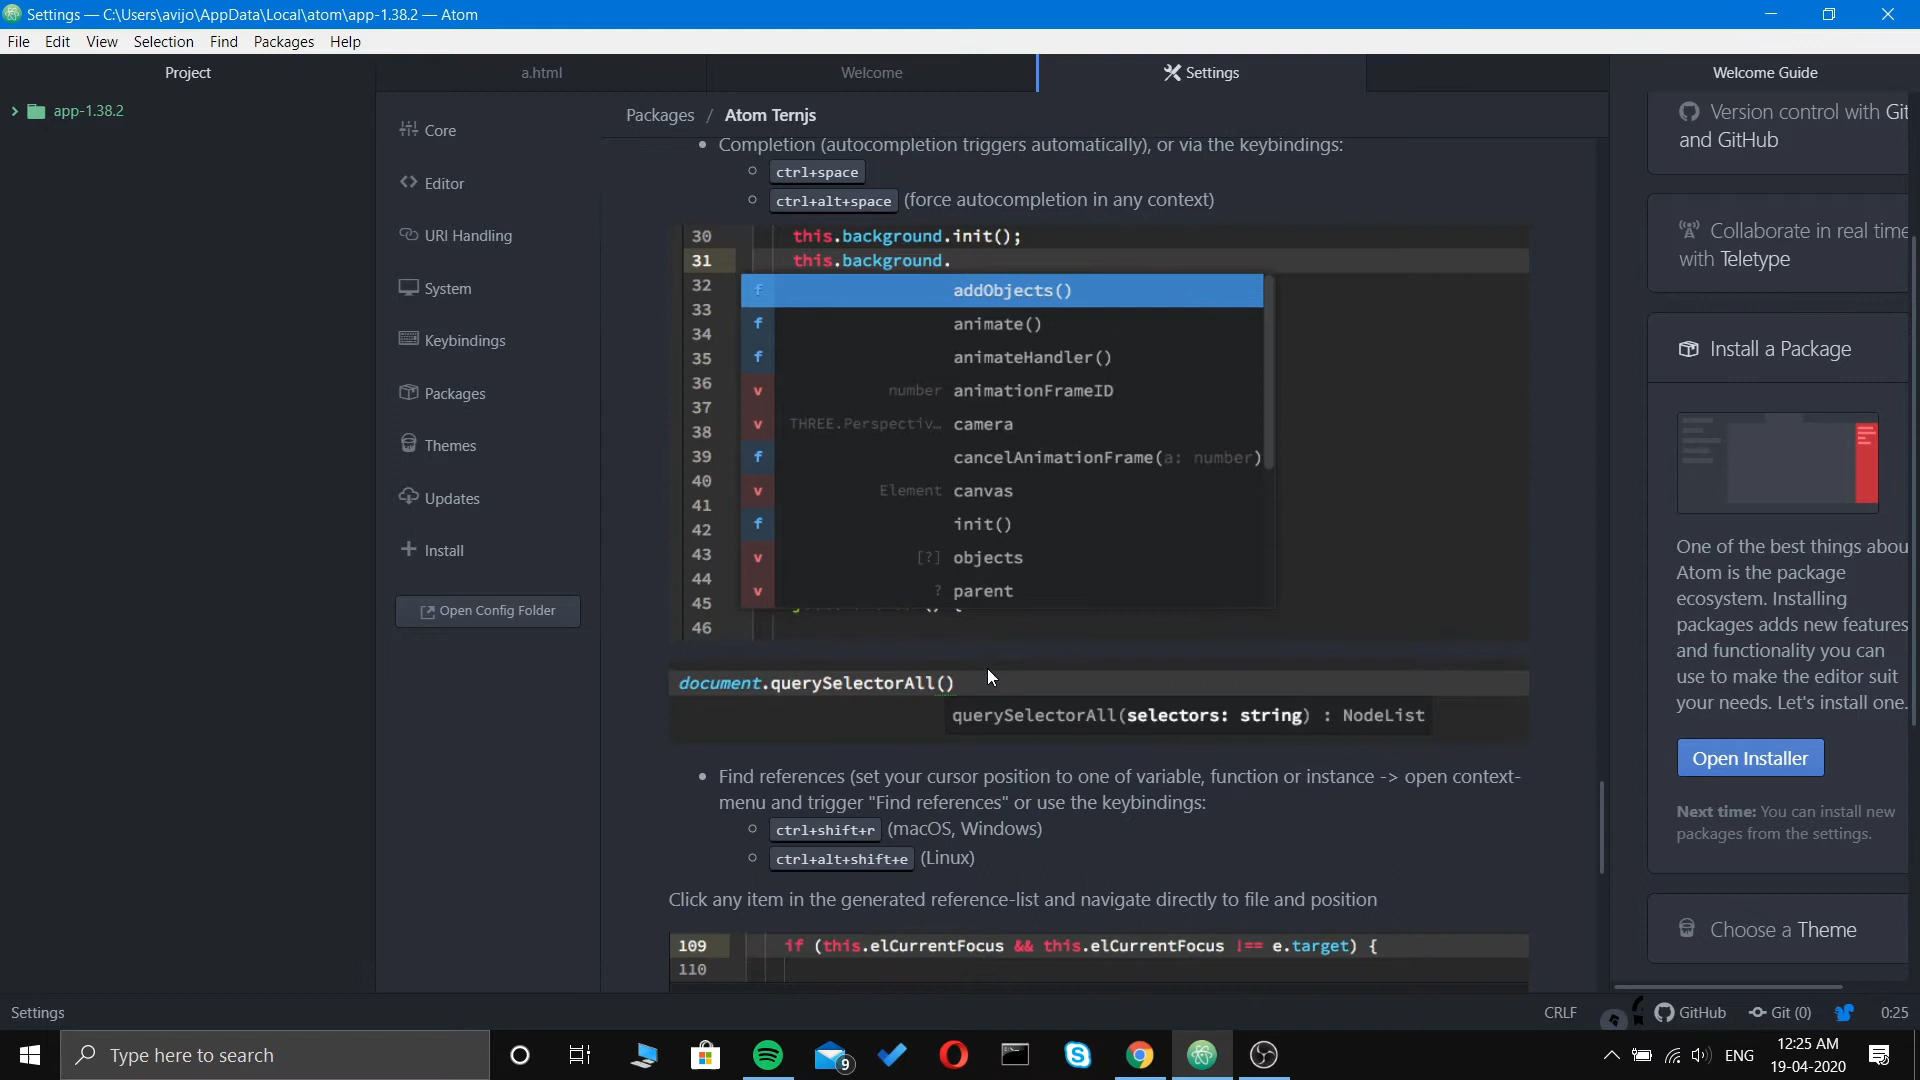 Settings — C:\Users\avijo\AppData\Local\atom\app-1.38.2 — Atom
File Edit View Selection Find Packages Help
Project
a.html
Welcome
Settings
Welcome Guide
app-1.38.2
Core
Editor
URI Handling
System
Keybindings
Packages
Themes
Updates
Install
Open Config Folder
Packages / Atom Ternjs
Completion (autocompletion triggers automatically), or via the keybindings:
ctrl+space
ctrl+alt+space (force autocompletion in any context)
30 this.background.init();
31 this.background.
32 f addObjects()
33 f animate()
34
35 f animateHandler()
36 v number animationFrameID
37
38 v THREE.Perspectiv… camera
39 f cancelAnimationFrame(a: number)
40
41 v Element canvas
42 f init()
43 v [?] objects
44
45 v ? parent
46
document.querySelectorAll()
querySelectorAll(selectors: string) : NodeList
Find references (set your cursor position to one of variable, function or instance -> open context-
menu and trigger "Find references" or use the keybindings:
ctrl+shift+r (macOS, Windows)
ctrl+alt+shift+e (Linux)
Click any item in the generated reference-list and navigate directly to file and position
109 if (this.elCurrentFocus && this.elCurrentFocus !== e.target) {
110
Version control with Git
and GitHub
Collaborate in real time
with Teletype
Install a Package
One of the best things abou
Atom is the package
ecosystem. Installing
packages adds new features
and functionality you can
use to make the editor suit
your needs. Let's install one.
Open Installer
Next time: You can install new
packages from the settings.
Choose a Theme
Settings
CRLF
GitHub
Git (0)
0:25
Type here to search
9
ENG
12:25 AM
19-04-2020